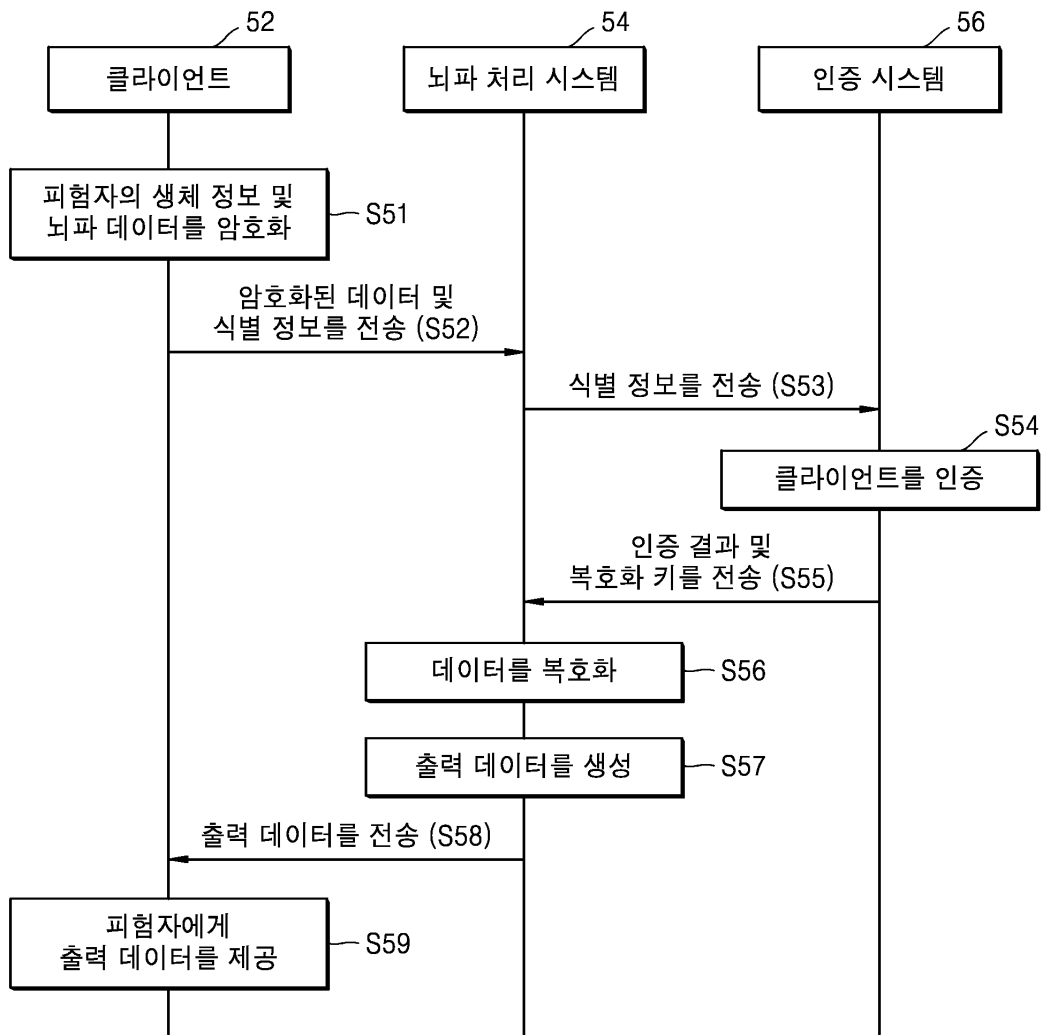 52
54
56
클라이언트
뇌파 처리 시스템
인증 시스템
피험자의 생체 정보 및
뇌파 데이터를 암호화
S51
암호화된 데이터 및
식별 정보를 전송 (S52)
식별 정보를 전송 (S53)
S54
클라이언트를 인증
인증 결과 및
복호화 키를 전송 (S55)
데이터를 복호화
S56
출력 데이터를 생성
S57
출력 데이터를 전송 (S58)
피험자에게
출력 데이터를 제공
S59